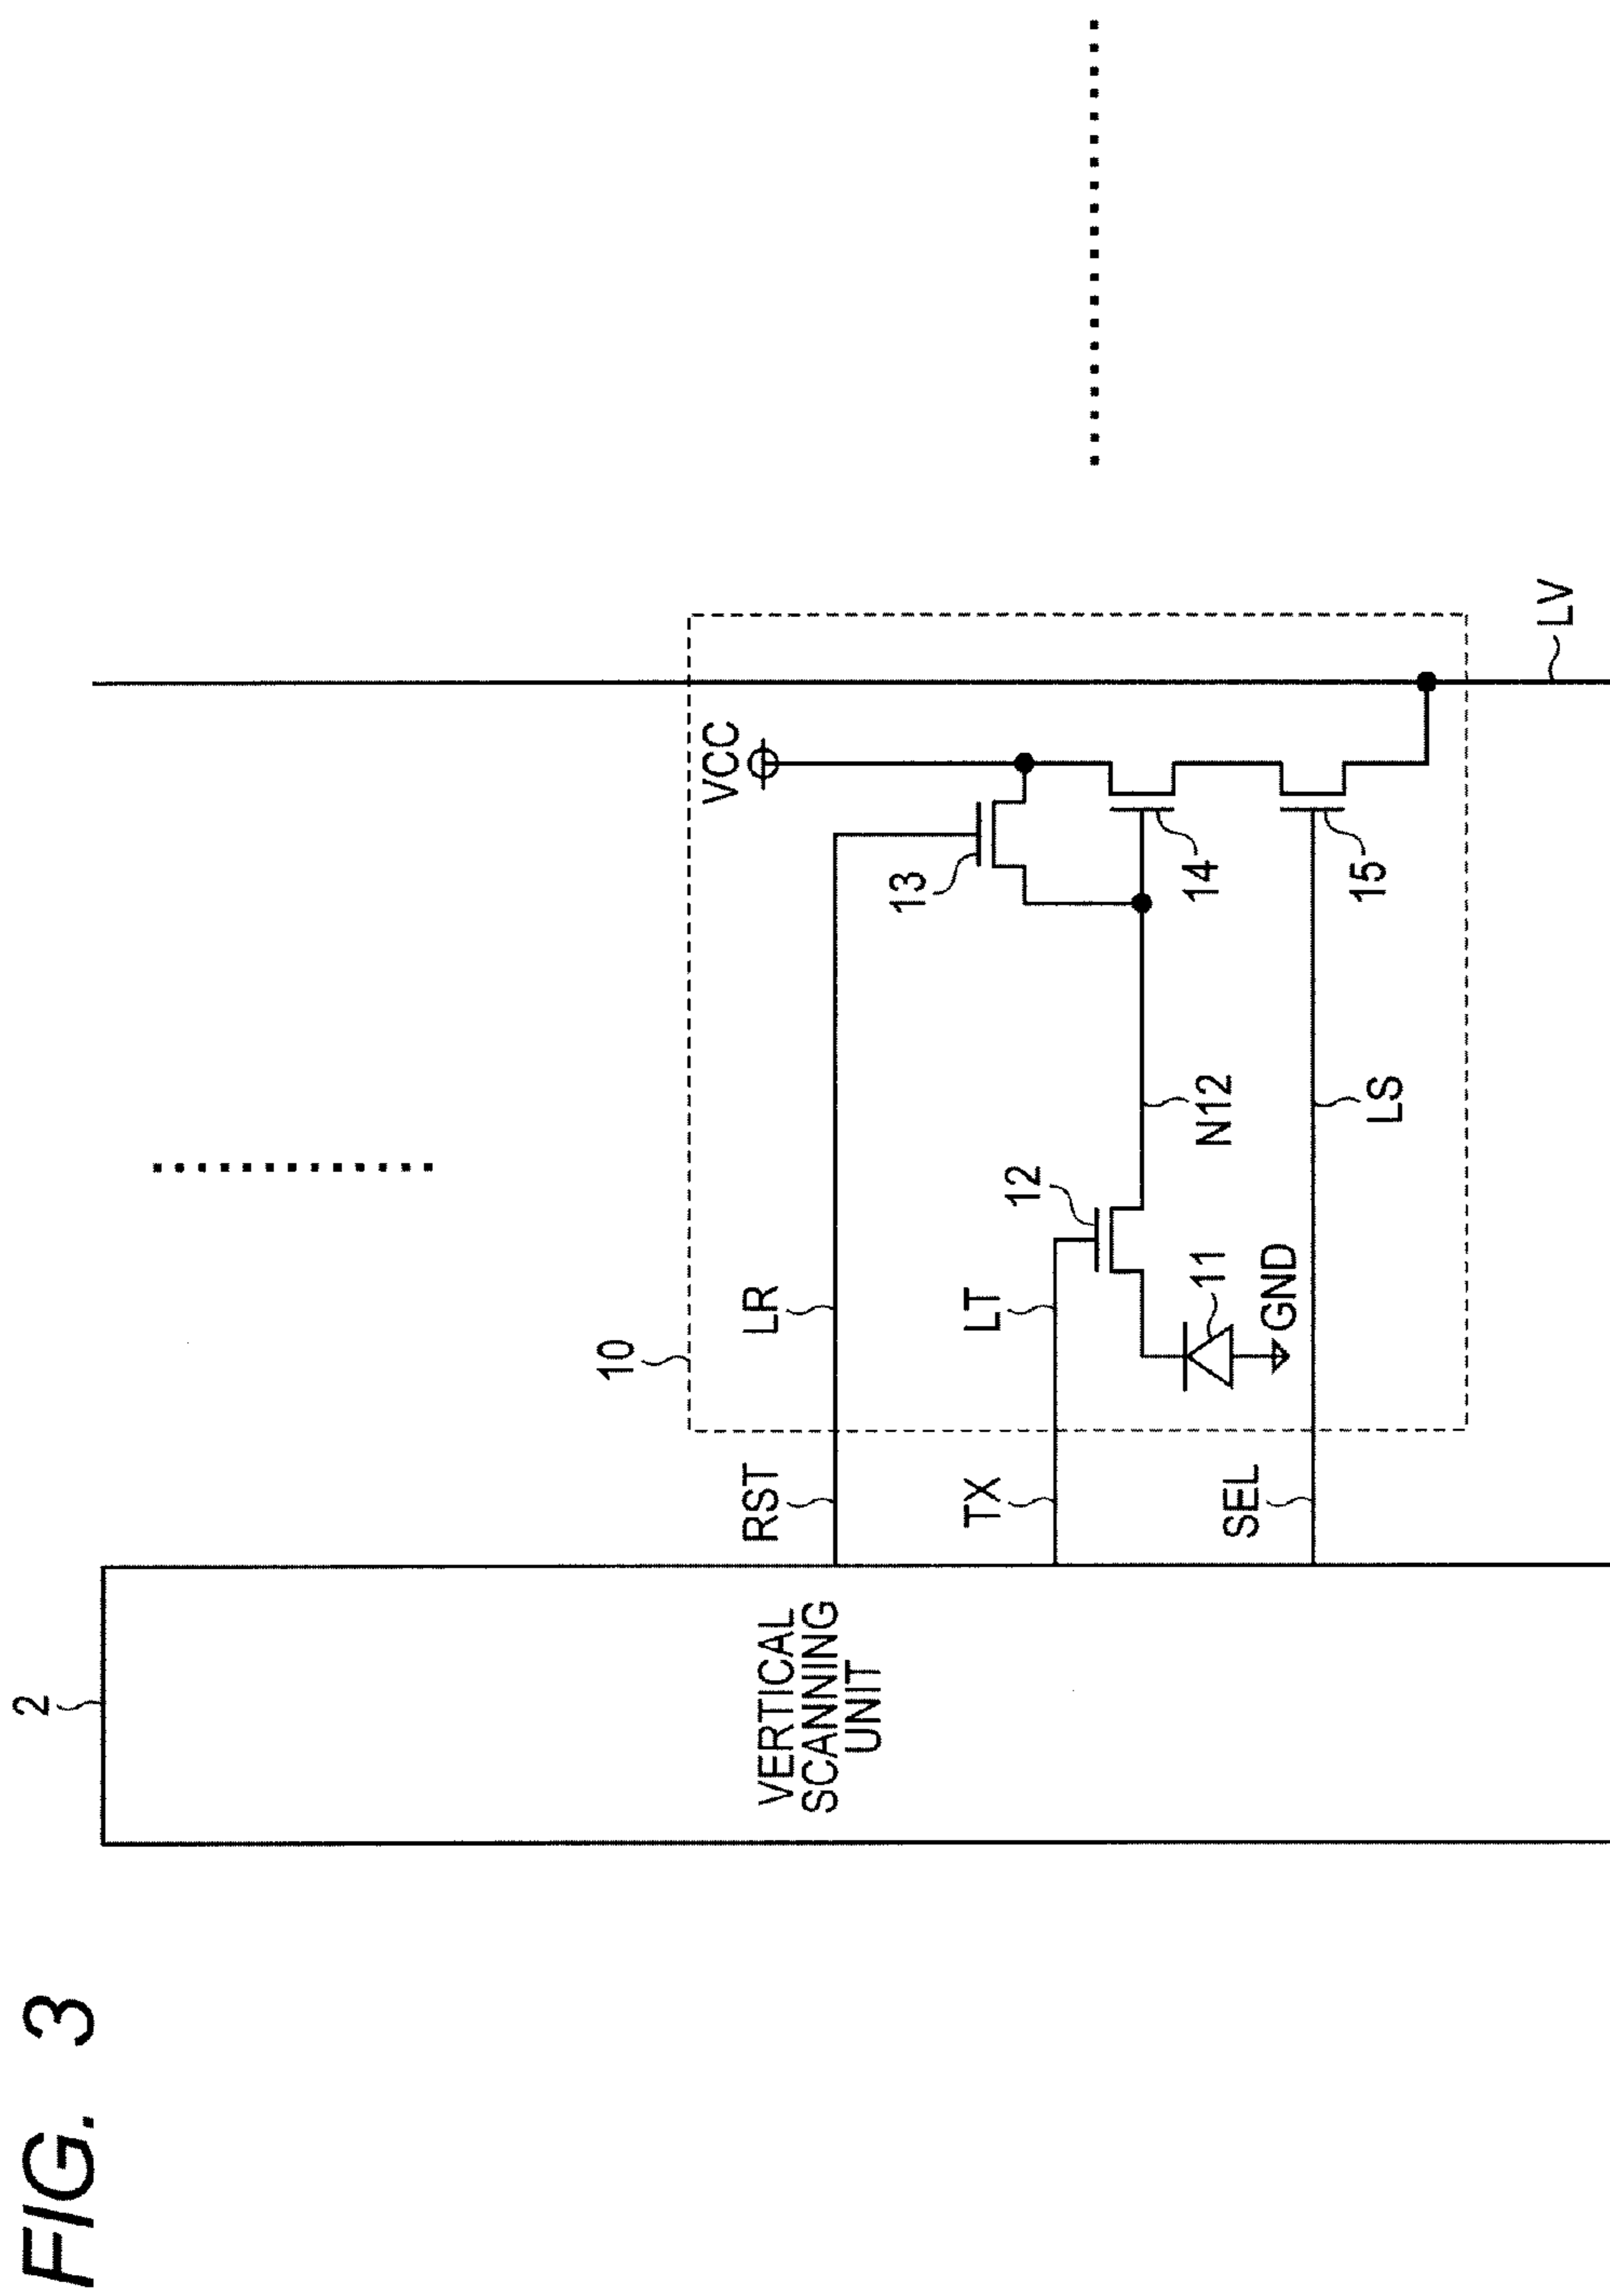 FIG. 3
2
VERTICAL
SCANNING
UNIT
10
RST
LR
VCC
13
TX
LT
12
N12
14
11
GND
SEL
LS
15
LV